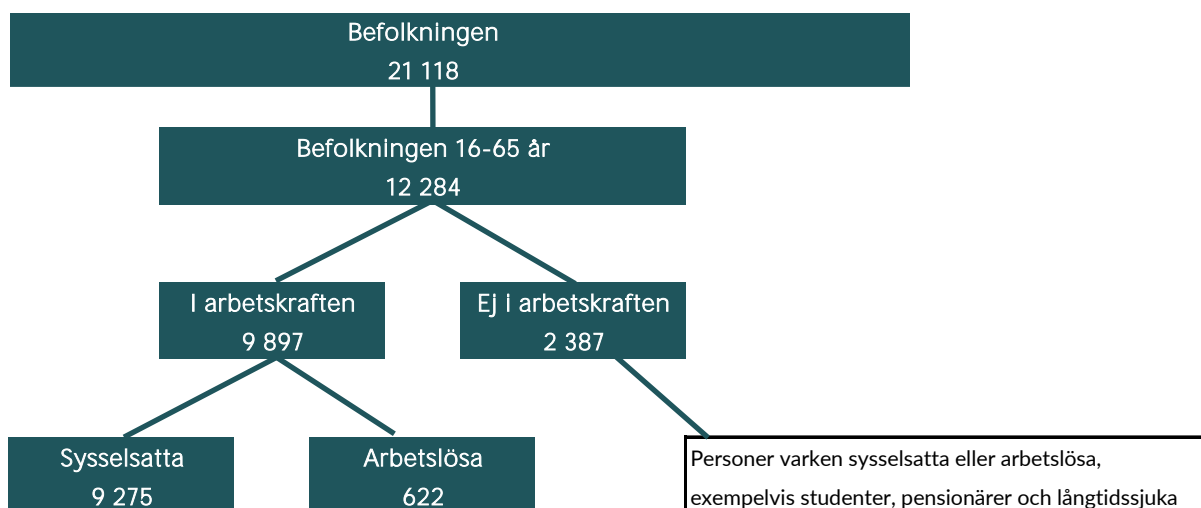 Befolkningen
21 118
Befolkningen 16-65 år
12 284
I arbetskraften
9 897
Ej i arbetskraften
2 387
Sysselsatta
9 275
Arbetslösa
622
Personer varken sysselsatta eller arbetslösa,
exempelvis studenter, pensionärer och långtidssjuka